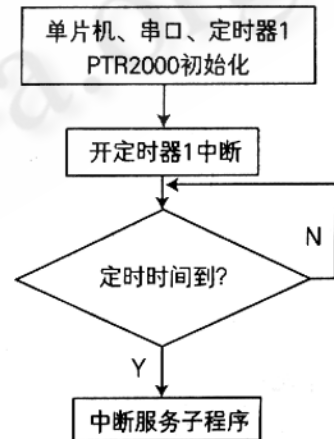 单片机、串口、定时器1
PTR2000初始化
开定时器1中断
N
定时时间到?
Y
中断服务子程序